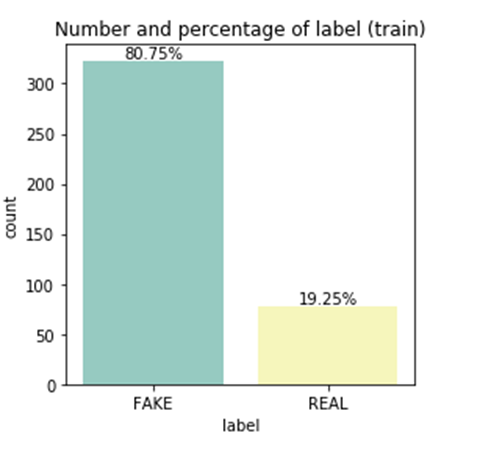 Number and percentage of label (train)
80.75%
300
250
200
150
100
50
0
count
19.25%
FAKE
REAL
label